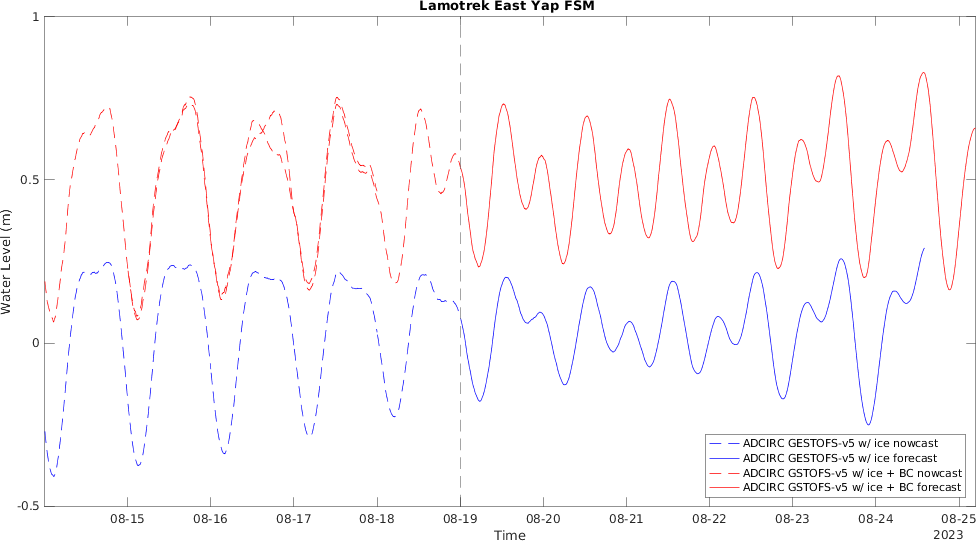 Lamotrek East Yap FSM
Water Level (m)
1
0.5
0
-0.5
08-15 08-16 08-17 08-18 08-19 08-20 08-21 08-22 08-23 08-24 08-25
Time
2023
ADCIRC GESTOFS-v5 w/ ice nowcast
ADCIRC GESTOFS-v5 w/ ice forecast
ADCIRC GSTOFS-v5 w/ ice + BC nowcast
ADCIRC GSTOFS-v5 w/ ice + BC forecast